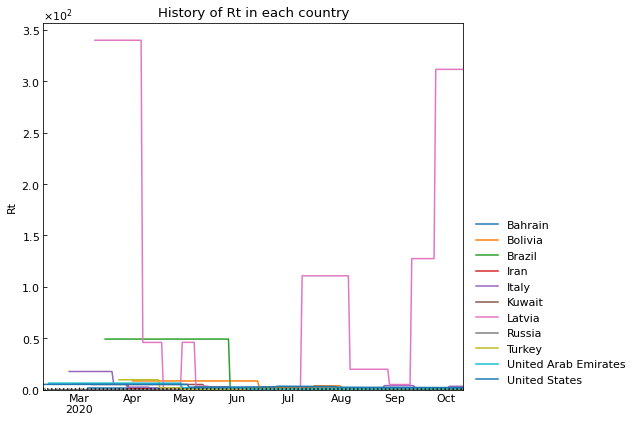 History of Rt in each country
×10²
3.5
3.0
2.5
2.0
1.5
1.0
0.5
0.0
Rt
Mar Apr May Jun Jul Aug Sep Oct
2020
Bahrain
Bolivia
Brazil
Iran
Italy
Kuwait
Latvia
Russia
Turkey
United Arab Emirates
United States